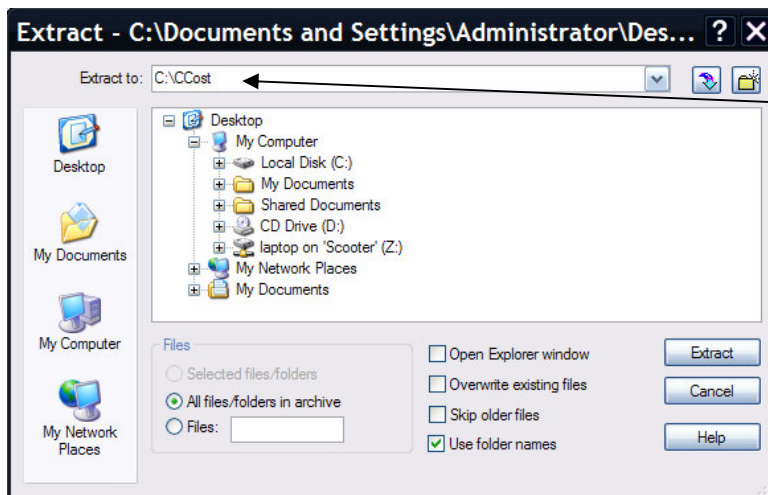 Extract - C:\Documents and Settings\Administrator\Des...
Extract to: C:\CCost
Desktop
My Documents
My Computer
My Network
Places
Desktop
My Computer
Local Disk (C:)
My Documents
Shared Documents
CD Drive (D:)
laptop on 'Scooter' (Z:)
My Network Places
My Documents
Files
Selected files/folders
All files/folders in archive
Files:
Open Explorer window
Overwrite existing files
Skip older files
Use folder names
Extract
Cancel
Help